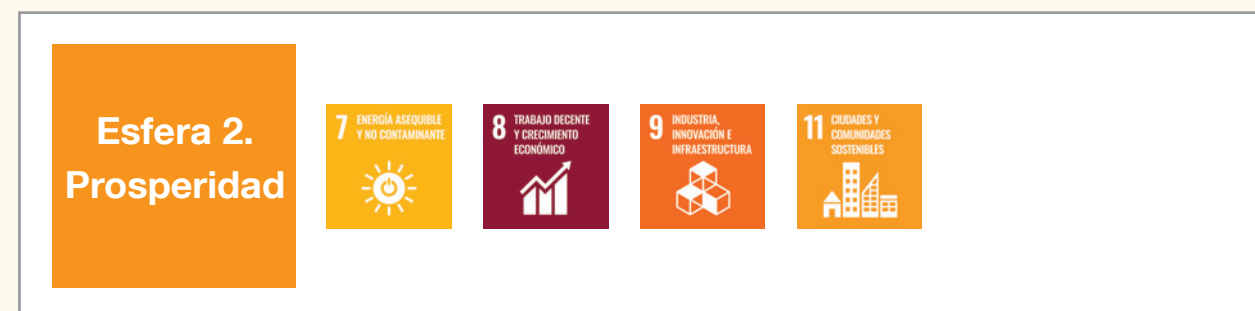 Esfera 2.
Prosperidad
7 ENERGÍA ASEQUIBLE
Y NO CONTAMINANTE
8 TRABAJO DECENTE
Y CRECIMIENTO
ECONÓMICO
9 INDUSTRIA,
INNOVACIÓN E
INFRAESTRUCTURA
11 CIUDADES Y
COMUNIDADES
SOSTENIBLES